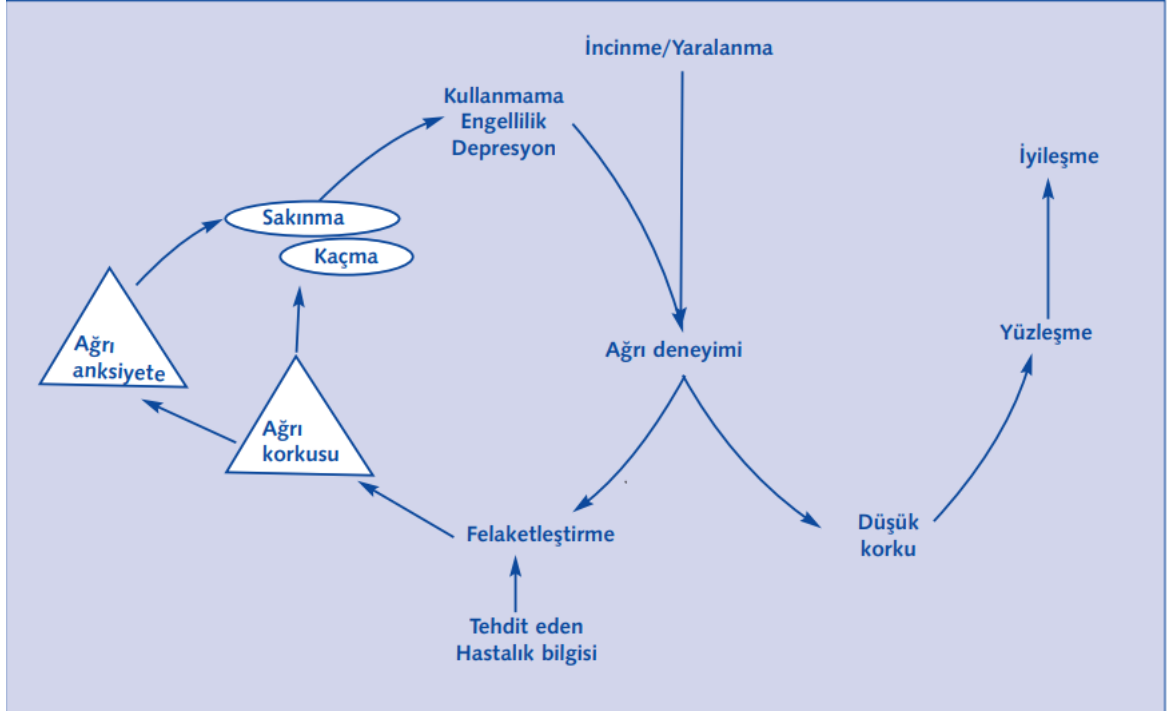 İncinme/Yaralanma
Kullanmama
Engellilik
Depresyon
İyileşme
Sakınma
Kaçma
Yüzleşme
Ağrı deneyimi
Ağrı
anksiyete
Ağrı
korkusu
Felaketleştirme
Düşük
korku
Tehdit eden
Hastalık bilgisi